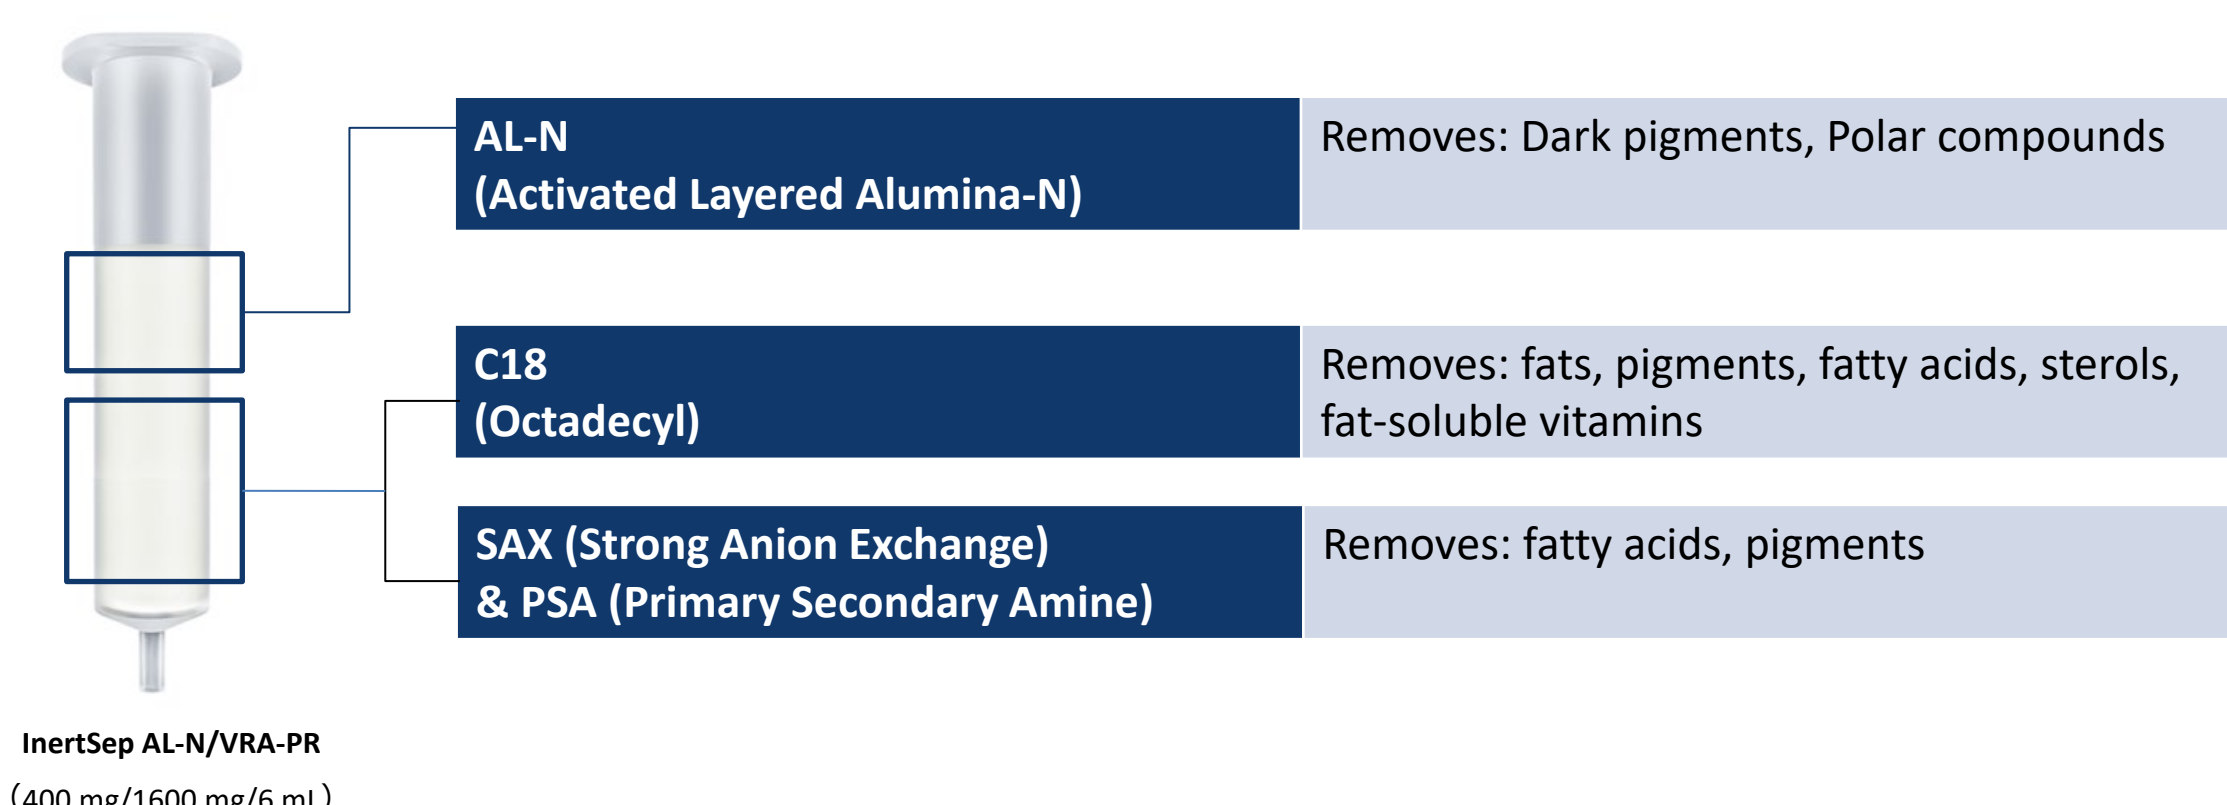 AL-N
(Activated Layered Alumina-N)
Removes: Dark pigments, Polar compounds
C18
(Octadecyl)
Removes: fats, pigments, fatty acids, sterols,
fat-soluble vitamins
SAX (Strong Anion Exchange)
& PSA (Primary Secondary Amine)
Removes: fatty acids, pigments
InertSep AL-N/VRA-PR
（400 mg/1600 mg/6 mL）